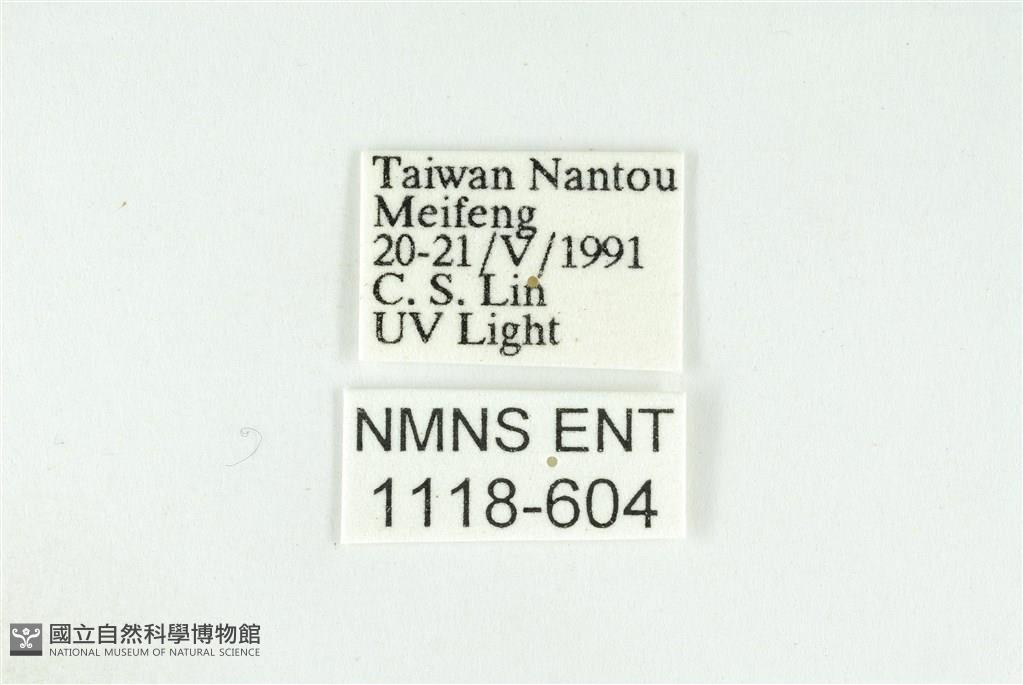 Taiwan Nantou
Meifeng
20-21/V/1991
C. S. Lin
UV Light
NMNS ENT
1118-604
國立自然科學博物館
NATIONAL MUSEUM OF NATURAL SCIENCE